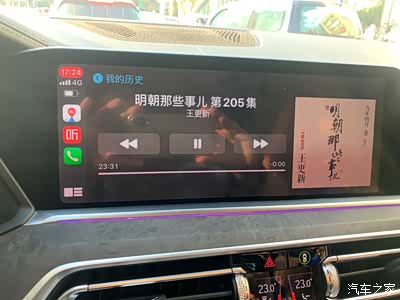 17:24
4G
我的历史
明朝那些事儿 第205集
王更新
听
23:31
-0:00
明朝那些事儿
王更新
23.0
23.0
汽车之家